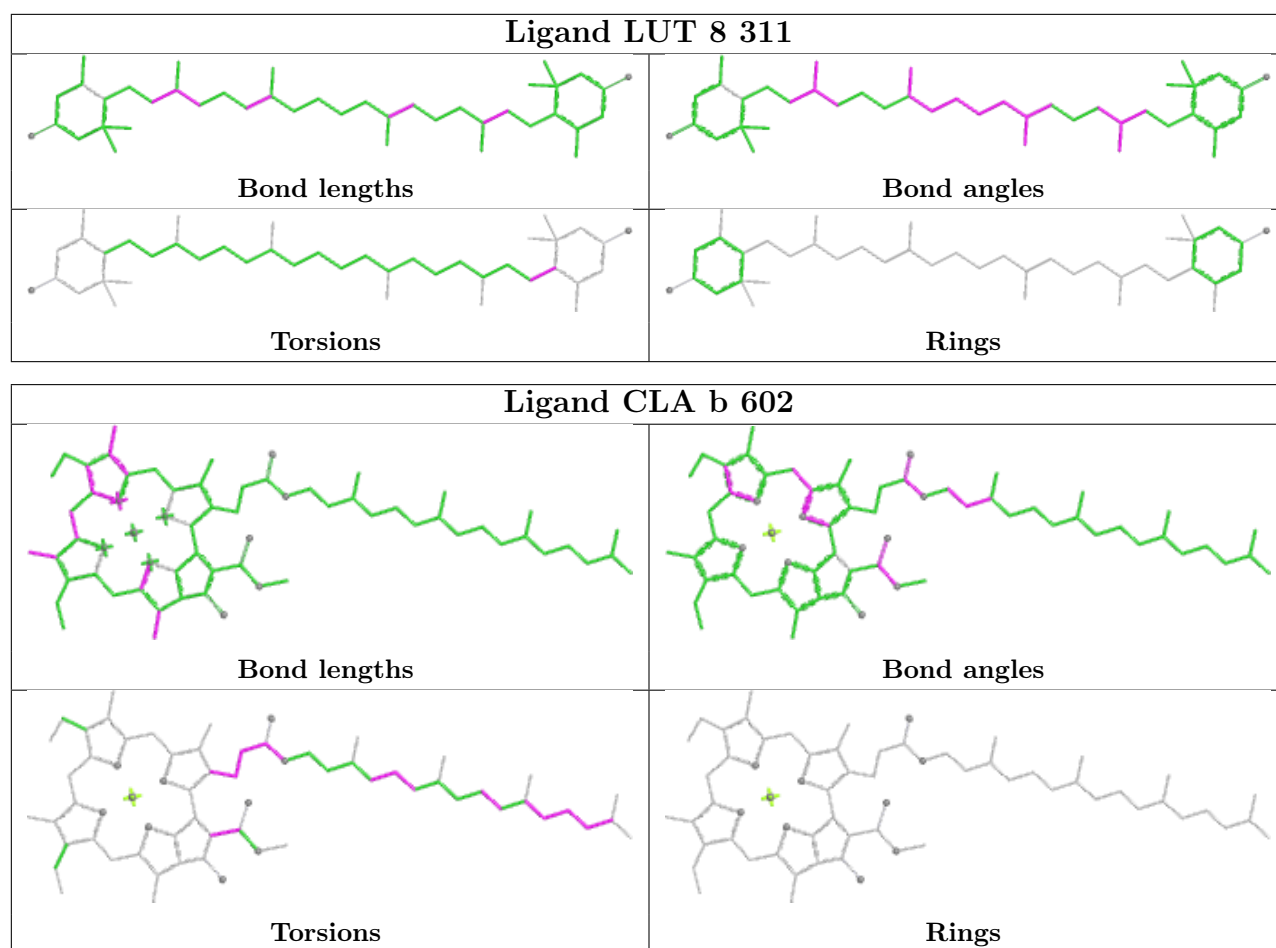 Ligand LUT 8 311
Bond lengths
Bond angles
Torsions
Rings
Ligand CLA b 602
Bond lengths
Bond angles
Torsions
Rings